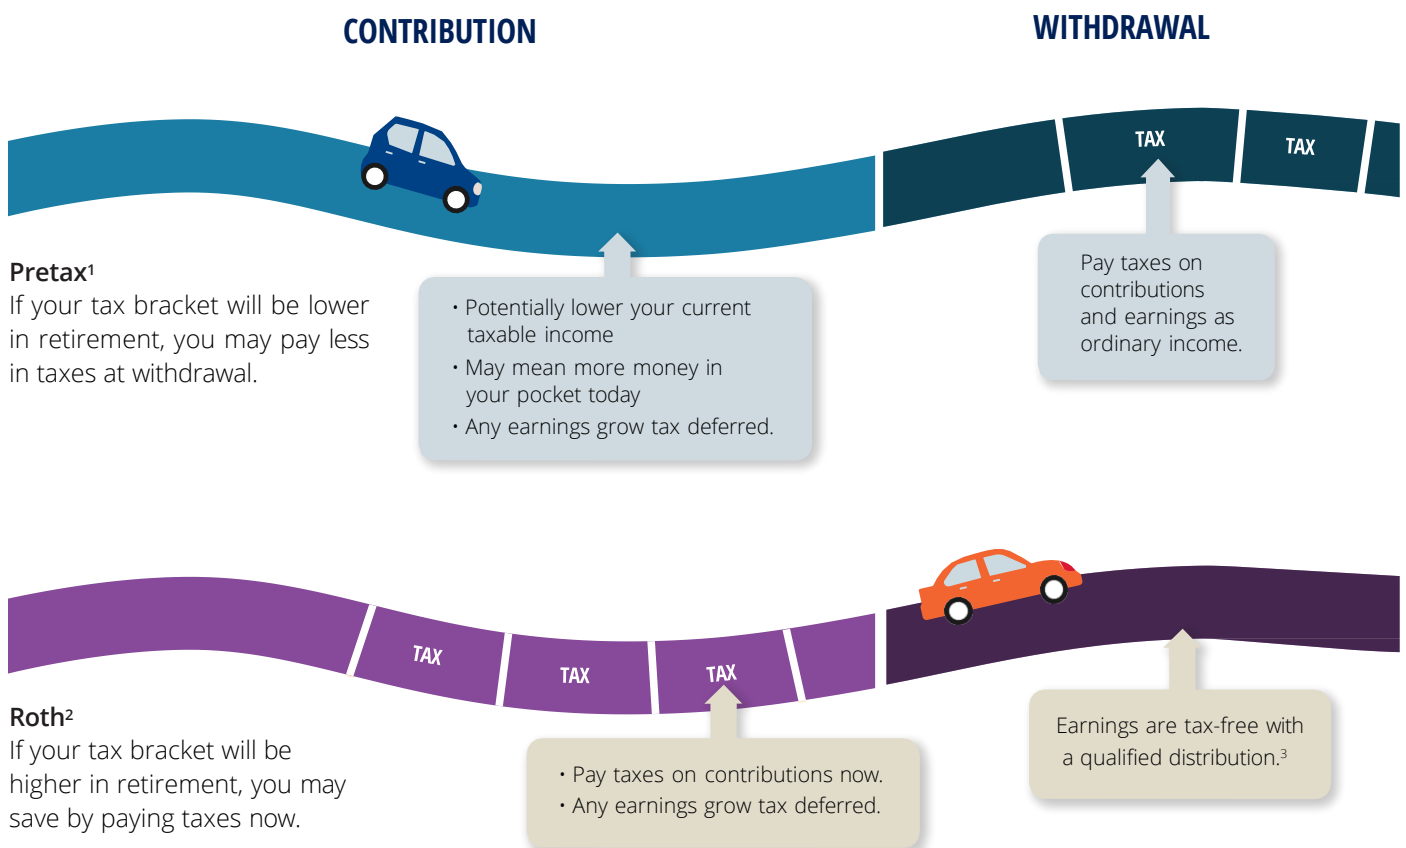 CONTRIBUTION
WITHDRAWAL
TAX
TAX
Pretax¹
If your tax bracket will be lower
in retirement, you may pay less
in taxes at withdrawal.
• Potentially lower your current
taxable income
• May mean more money in
your pocket today
• Any earnings grow tax deferred.
Pay taxes on
contributions
and earnings as
ordinary income.
TAX
TAX
TAX
Roth²
If your tax bracket will be
higher in retirement, you may
save by paying taxes now.
• Pay taxes on contributions now.
• Any earnings grow tax deferred.
Earnings are tax-free with
a qualified distribution.³